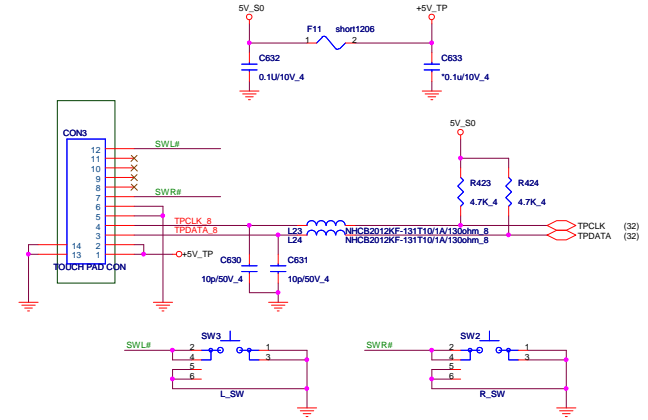 5V_S0
+5V_TP
F11 short1206
1 2
C632
0.1U/10V_4
C633
*0.1u/10V_4
CON3
12 SWL#
11
10
9
8
7 SWR#
6
5
4 TPCLK_8
3 TPDATA_8
14 2
13 1 +5V_TP
TOUCH PAD CON
5V_S0
R423
4.7K_4
R424
4.7K_4
L23 NHCB2012KF-131T10/1A/130ohm_8
L24 NHCB2012KF-131T10/1A/130ohm_8
TPCLK (32)
TPDATA (32)
C630
10p/50V_4
C631
10p/50V_4
SWL#
SW3
2 1
4 3
5
6
L_SW
SWR#
SW2
2 1
4 3
5
6
R_SW